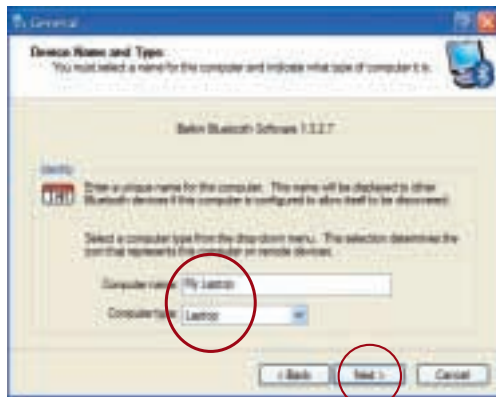 General
Device Name and Type
You must select a name for this computer and indicate what type of computer it is.
Belkin Bluetooth Software 1.3.2.7
Identity
Enter a unique name for this computer. This name will be displayed to other
Bluetooth devices if this computer is configured to allow itself to be discovered.
Select a computer type from the drop-down menu. The selection determines the
icon that represents this computer on remote devices.
Computer name: My Laptop
Computer type: Laptop
< Back Next > Cancel